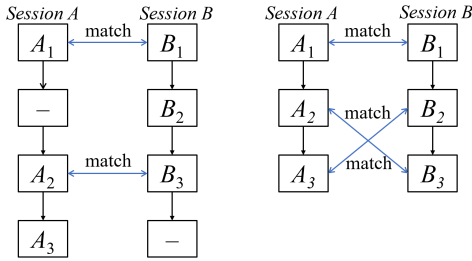 Session A Session B
A1 match B1
– B2
A2 match B3
A3 –
Session A Session B
A1 match B1
A2 match B2
A3 match B3